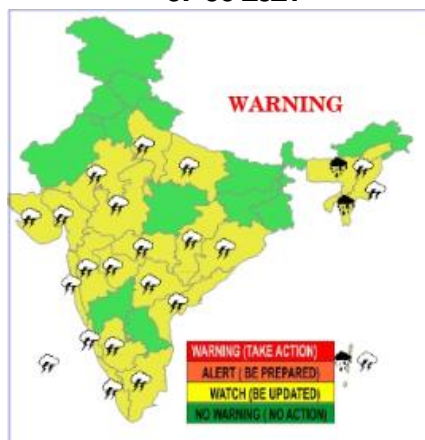 WARNING
WARNING (TAKE ACTION)
ALERT ( BE PREPARED)
WATCH (BE UPDATED)
NO WARNING ( NO ACTION)